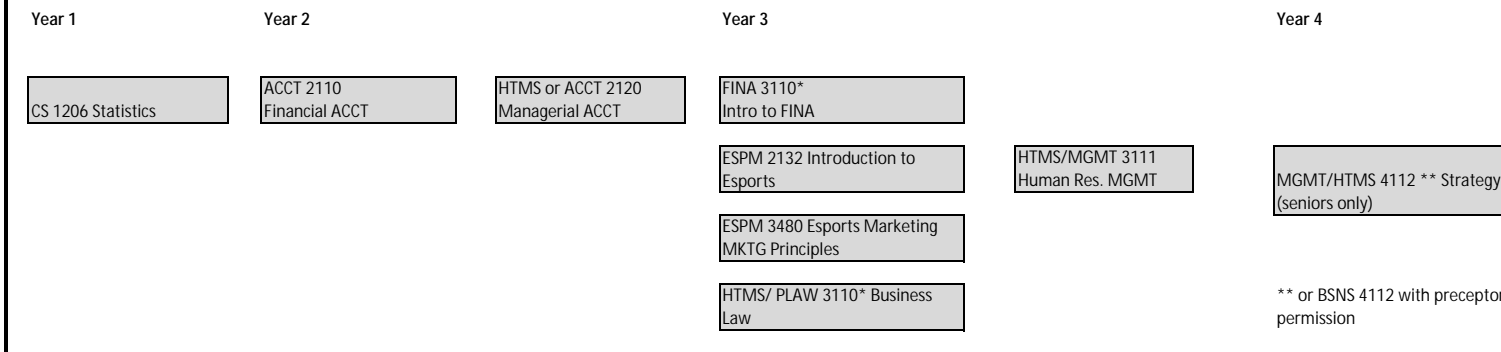 Year 1
Year 2
Year 3
Year 4
CS 1206 Statistics
ACCT 2110
Financial ACCT
HTMS or ACCT 2120
Managerial ACCT
FINA 3110*
Intro to FINA
ESPM 2132 Introduction to
Esports
HTMS/MGMT 3111
Human Res. MGMT
MGMT/HTMS 4112 ** Strategy
(seniors only)
ESPM 3480 Esports Marketing
MKTG Principles
HTMS/ PLAW 3110* Business
Law
** or BSNS 4112 with preceptor
permission